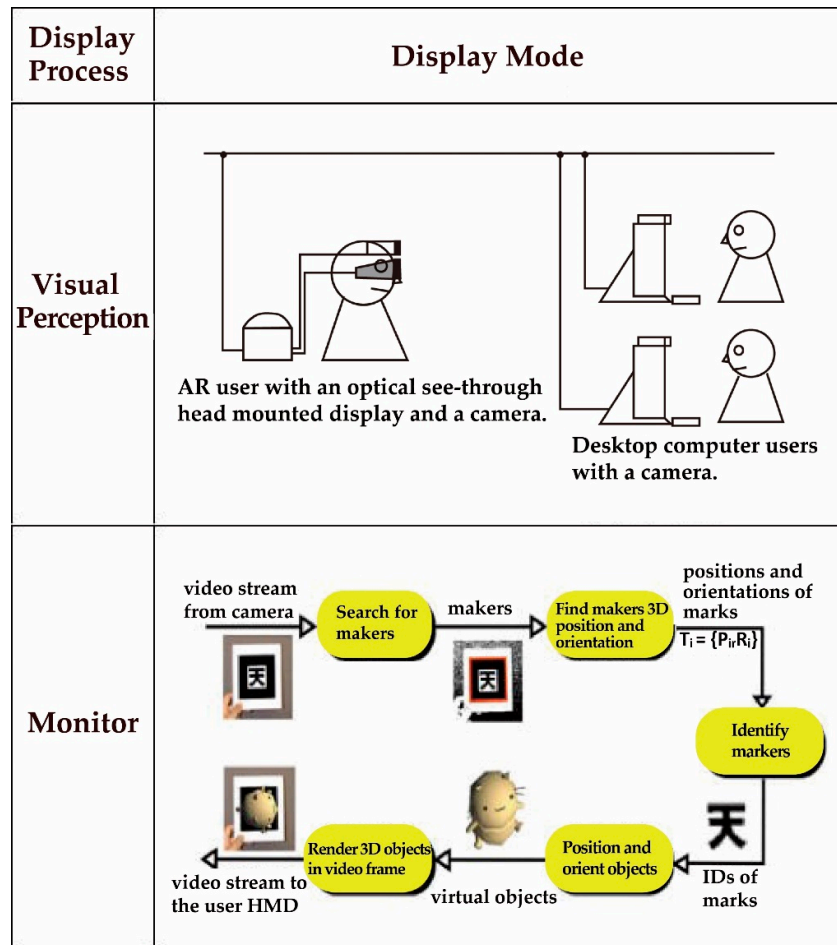 Display
Process
Display Mode
Visual
Perception
AR user with an optical see-through
head mounted display and a camera.
Desktop computer users
with a camera.
Monitor
video stream
from camera
Search for
makers
makers
Find makers 3D
position and
orientation
positions and
orientations of
marks
Tᵢ = {PᵢᵣRᵢ}
天
天
Identify
markers
天
IDs of
marks
Position and
orient objects
virtual objects
Render 3D objects
in video frame
video stream to
the user HMD